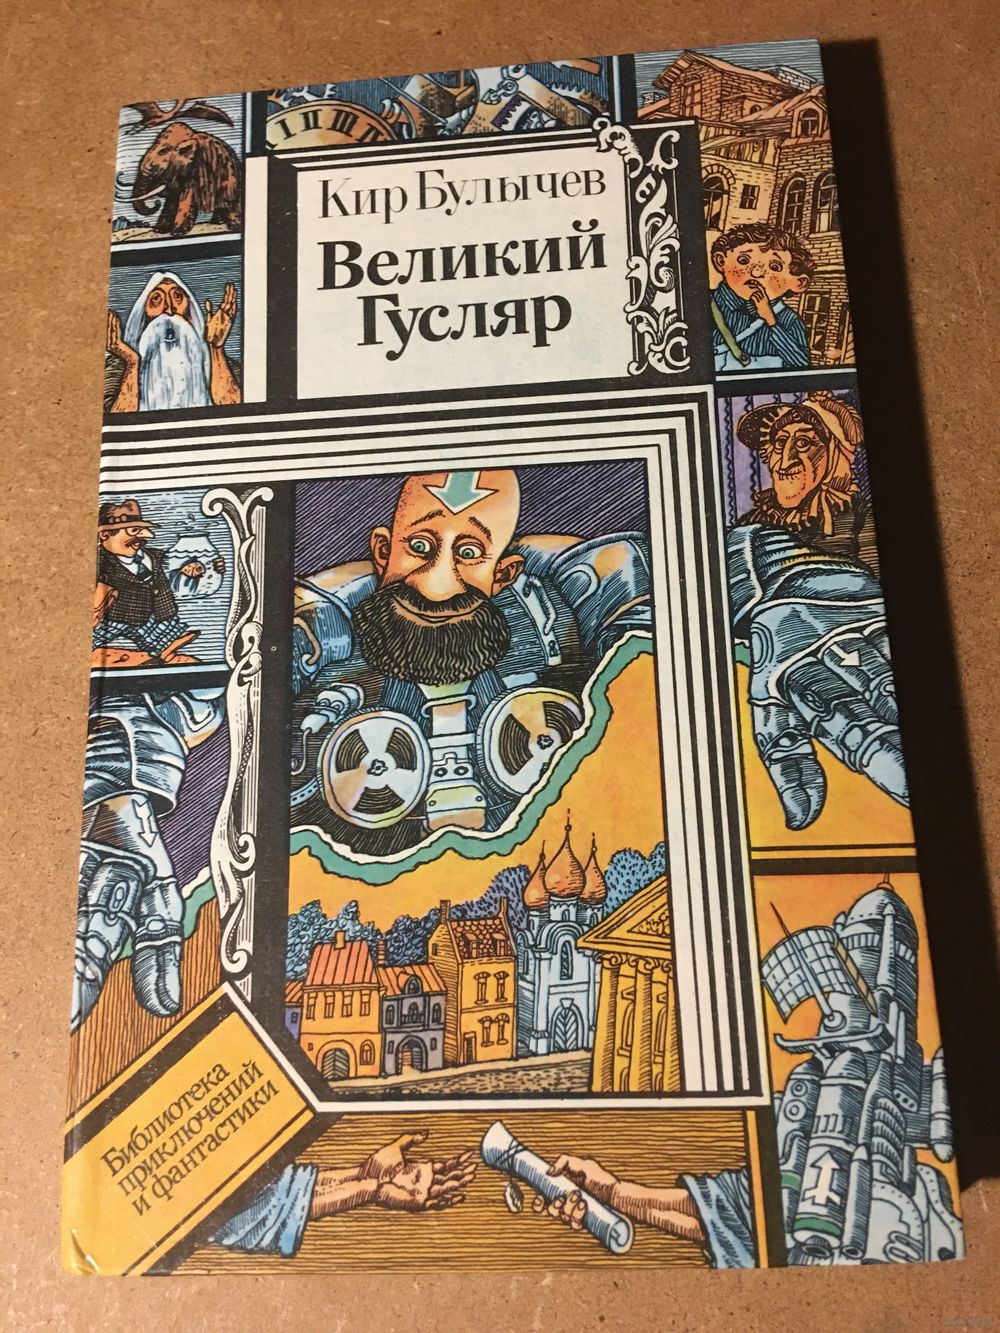 Кир Булычев
Великий
Гусляр
Библиотека
приключений
и фантастики